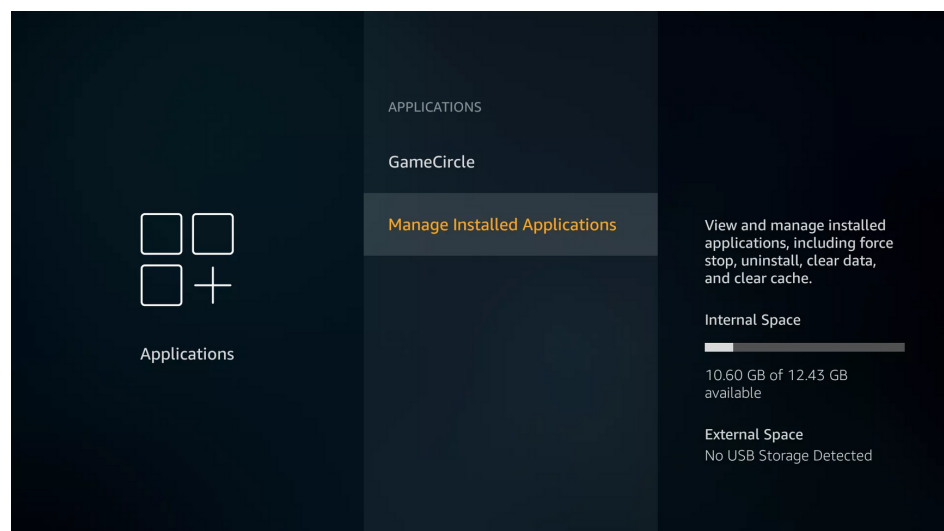 APPLICATIONS
GameCircle
Manage Installed Applications
Applications
View and manage installed
applications, including force
stop, uninstall, clear data,
and clear cache.
Internal Space
10.60 GB of 12.43 GB
available
External Space
No USB Storage Detected